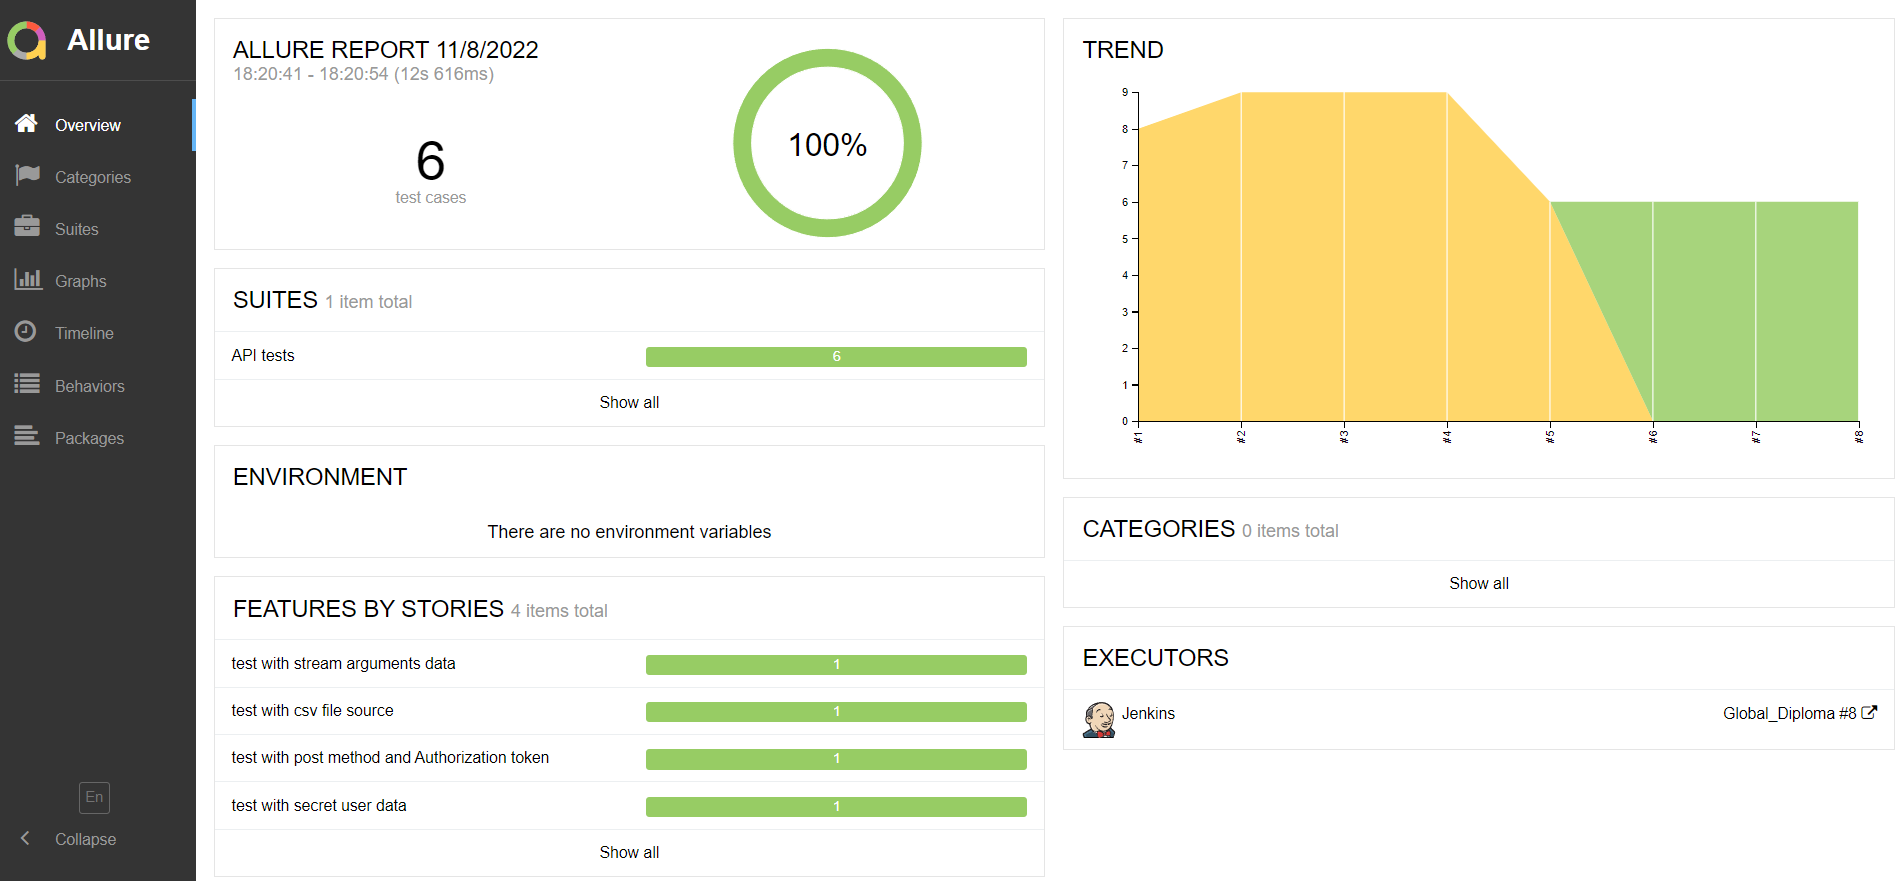 Allure
Overview
Categories
Suites
Graphs
Timeline
Behaviors
Packages
En
Collapse
ALLURE REPORT 11/8/2022
18:20:41 - 18:20:54 (12s 616ms)
6
test cases
100%
SUITES 1 item total
API tests 6
Show all
ENVIRONMENT
There are no environment variables
FEATURES BY STORIES 4 items total
test with stream arguments data 1
test with csv file source 1
test with post method and Authorization token 1
test with secret user data 1
Show all
TREND
9
8
7
6
5
4
3
2
1
0
#1 #2 #3 #4 #5 #6 #7 #8
CATEGORIES 0 items total
Show all
EXECUTORS
Jenkins Global_Diploma #8